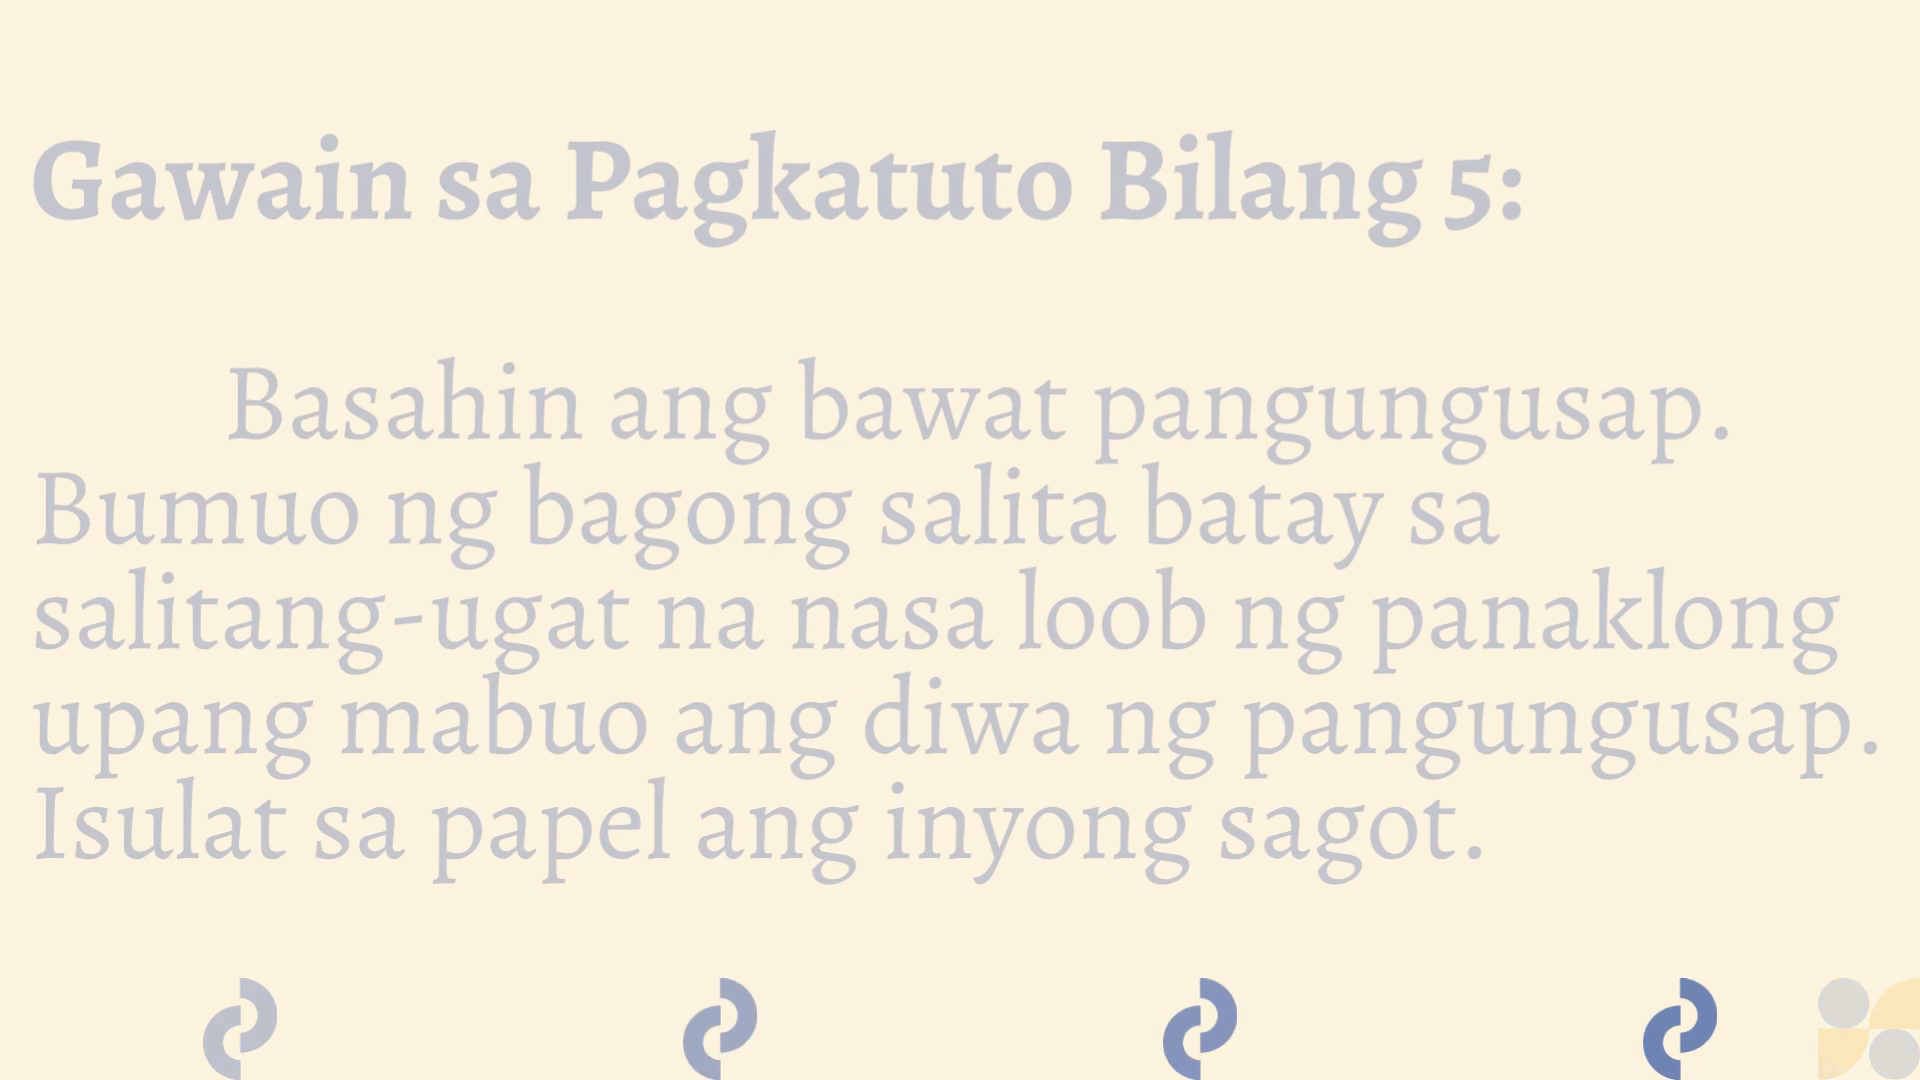 Gawain sa Pagkatuto Bilang 5:
Basahin ang bawat pangungusap.
Bumuo ng bagong salita batay sa
salitang-ugat na nasa loob ng panaklong
upang mabuo ang diwa ng pangungusap.
Isulat sa papel ang inyong sagot.